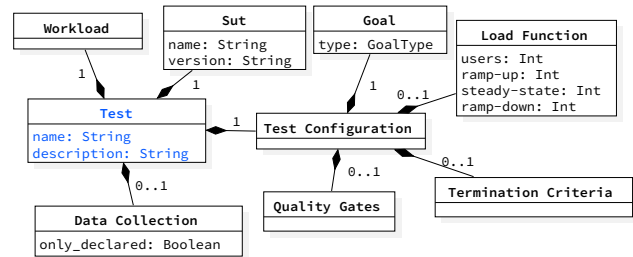 Workload
Sut
name: String
version: String
Goal
type: GoalType
Load Function
users: Int
ramp-up: Int
steady-state: Int
ramp-down: Int
1
1
1
0..1
Test
name: String
description: String
1
Test Configuration
0..1
0..1
0..1
Data Collection
only_declared: Boolean
Quality Gates
Termination Criteria